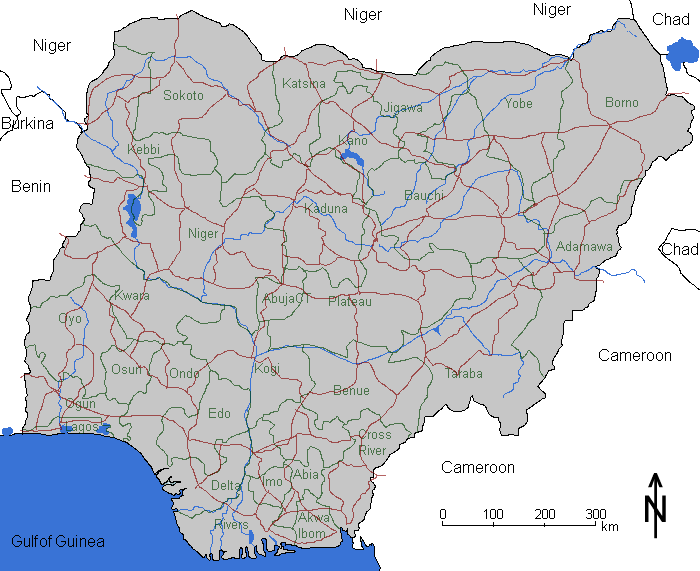 Niger
Niger
Chad
Niger
Katsina
Sokoto
Jigawa
Yobe
Borno
Burkina
Kano
Kebbi
Benin
Bauchi
Kaduna
Niger
Adamawa
Chad
Kwara
AbujaCT
Plateau
Oyo
Cameroon
Osun
Ondo
Kogi
Taraba
Benue
Ogun
Edo
Lagos
Cross
River
Cameroon
Delta
Imo
Abia
Rivers
Akwa
Ibom
N
0 100 200 300
km
Gulf of Guinea